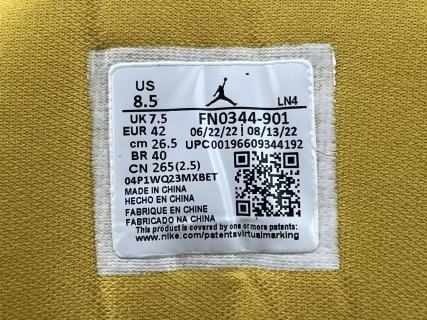 US
8.5
LN4
UK 7.5 FN0344-901
EUR 42 06/22/22 | 08/13/22
cm 26.5 UPC00196609344192
BR 40
CN 265(2.5)
04P1WQ23MXBET
MADE IN CHINA
HECHO EN CHINA
FABRIQUE EN CHINE
FABRICADO NA CHINA
This product is covered by one or more patents:
www.nike.com/patentsvirtualmarking